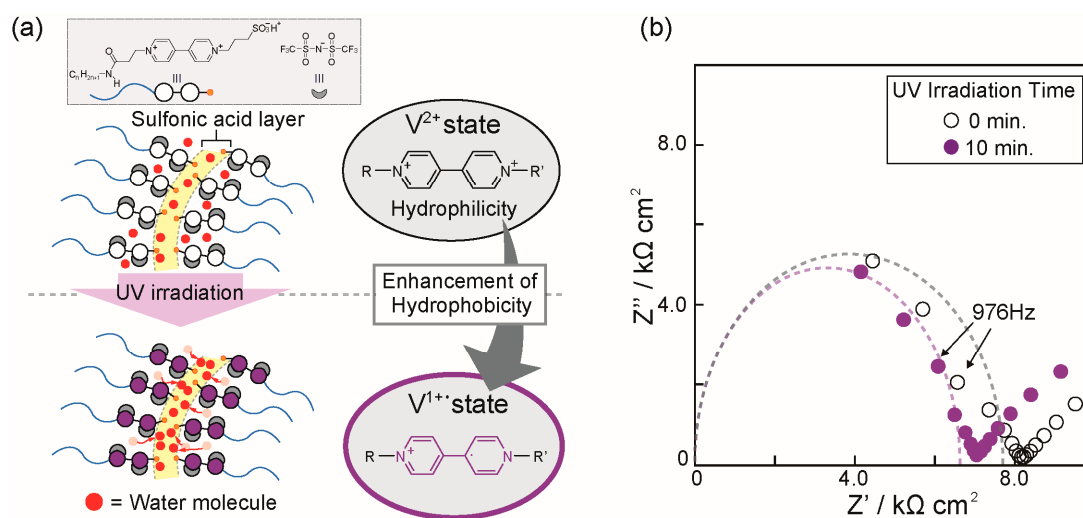 (a)
SO₃⁻H⁺
N⁺
N⁺
O
CₙH₂ₙ₊₁
N
H
F₃C
O
S
O
N⁻
O
S
O
CF₃
III
III
Sulfonic acid layer
UV irradiation
= Water molecule
V²⁺ state
R
N⁺
N⁺
R'
Hydrophilicity
Enhancement of
Hydrophobicity
V¹⁺˙ state
R
N⁺
N
R'
(b)
UV Irradiation Time
0 min.
10 min.
Z'' / kΩ cm²
8.0
4.0
0
976Hz
0
4.0
8.0
Z' / kΩ cm²